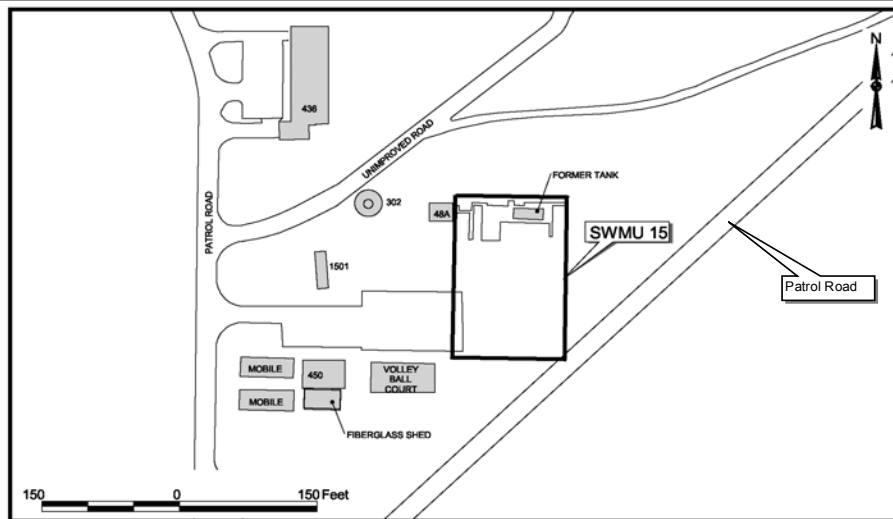 N
436
UNIMPROVED ROAD
FORMER TANK
302
48A
SWMU 15
PATROL ROAD
1501
Patrol Road
MOBILE
450
VOLLEY
BALL
COURT
MOBILE
FIBERGLASS SHED
150 0 150 Feet